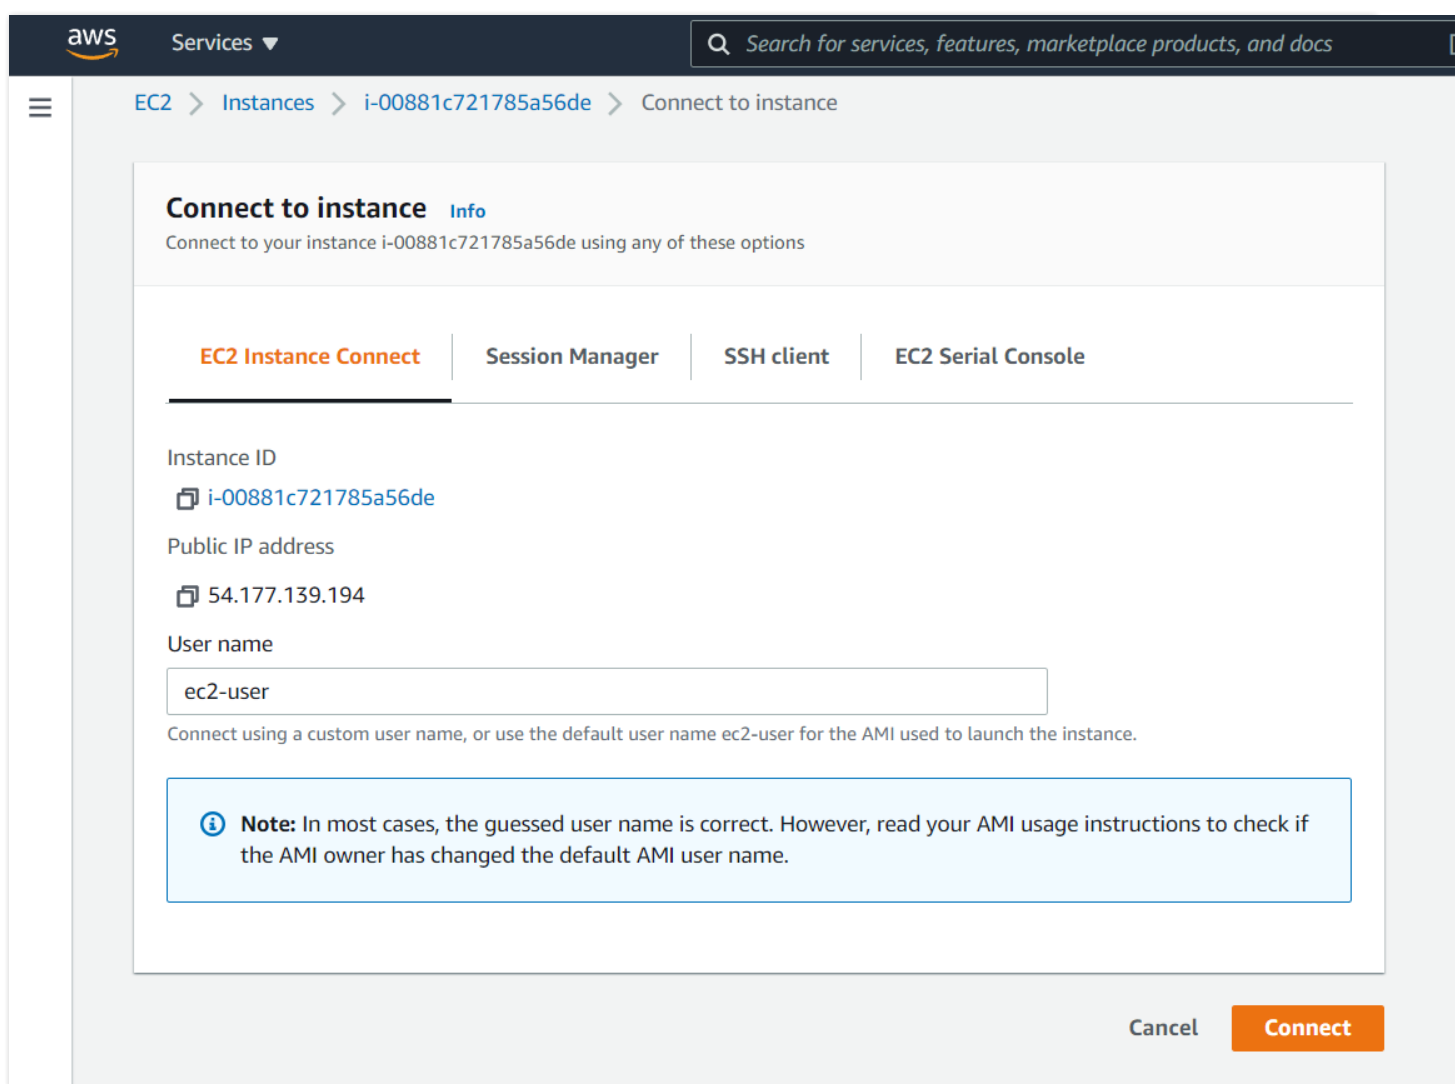 aws Services Search for services, features, marketplace products, and docs
EC2 Instances i-00881c721785a56de Connect to instance
Connect to instance Info
Connect to your instance i-00881c721785a56de using any of these options
EC2 Instance Connect Session Manager SSH client EC2 Serial Console
Instance ID
i-00881c721785a56de
Public IP address
54.177.139.194
User name
ec2-user
Connect using a custom user name, or use the default user name ec2-user for the AMI used to launch the instance.
Note: In most cases, the guessed user name is correct. However, read your AMI usage instructions to check if
the AMI owner has changed the default AMI user name.
Cancel Connect